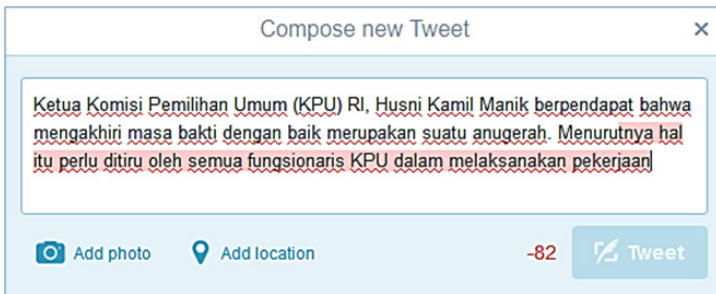 Compose new Tweet
×
Ketua Komisi Pemilihan Umum (KPU) RI, Husni Kamil Manik berpendapat bahwa
mengakhiri masa bakti dengan baik merupakan suatu anugerah. Menurutnya hal
itu perlu ditiru oleh semua fungsionaris KPU dalam melaksanakan pekerjaan
Add photo Add location -82 Tweet